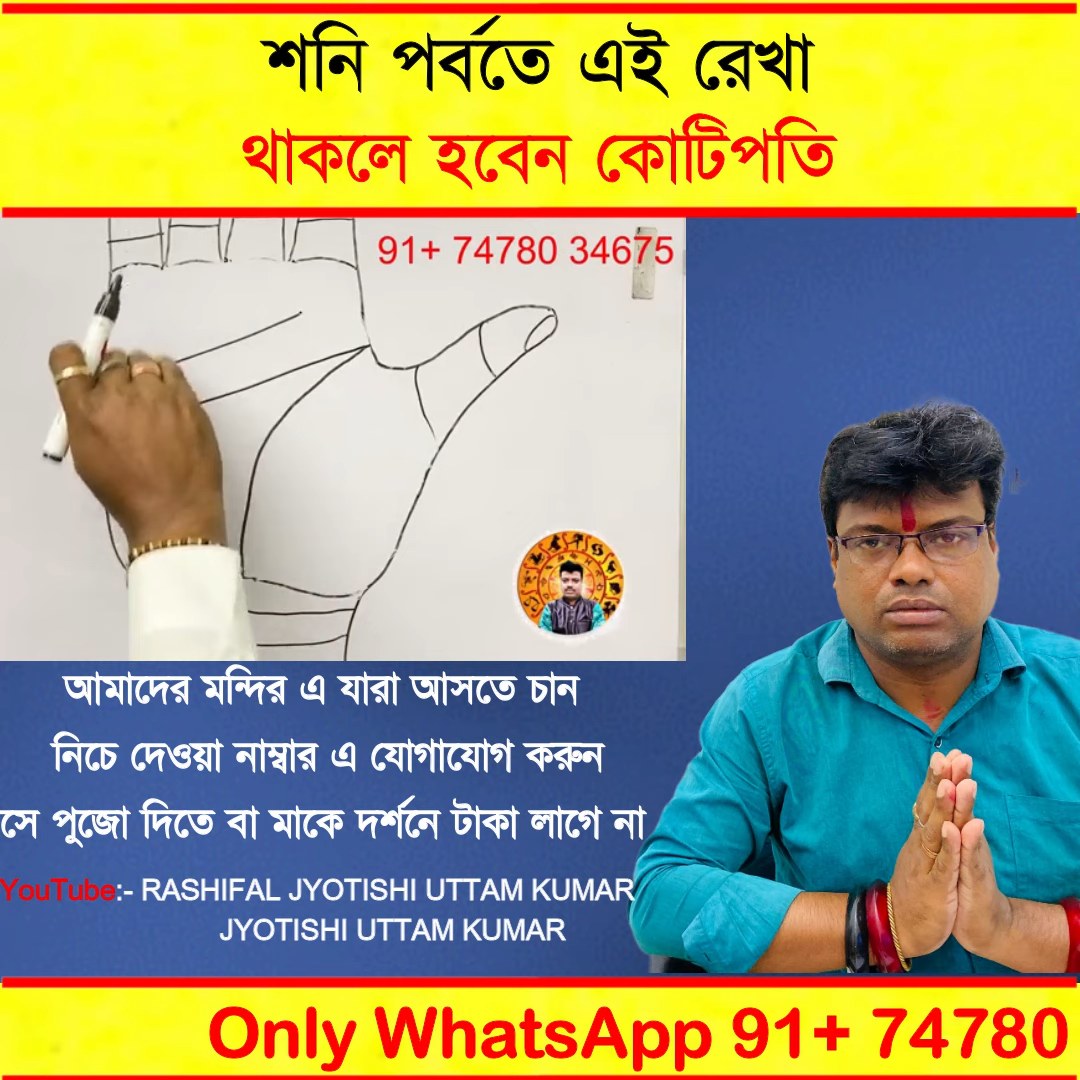 শনি পর্বতে এই রেখা
থাকলে হবেন কোটিপতি
91+ 74780 34675
আমাদের মন্দির এ যারা আসতে চান
নিচে দেওয়া নাম্বার এ যোগাযোগ করুন
সে পুজো দিতে বা মাকে দর্শনে টাকা লাগে না
YouTube:- RASHIFAL JYOTISHI UTTAM KUMAR
JYOTISHI UTTAM KUMAR
Only WhatsApp 91+ 74780